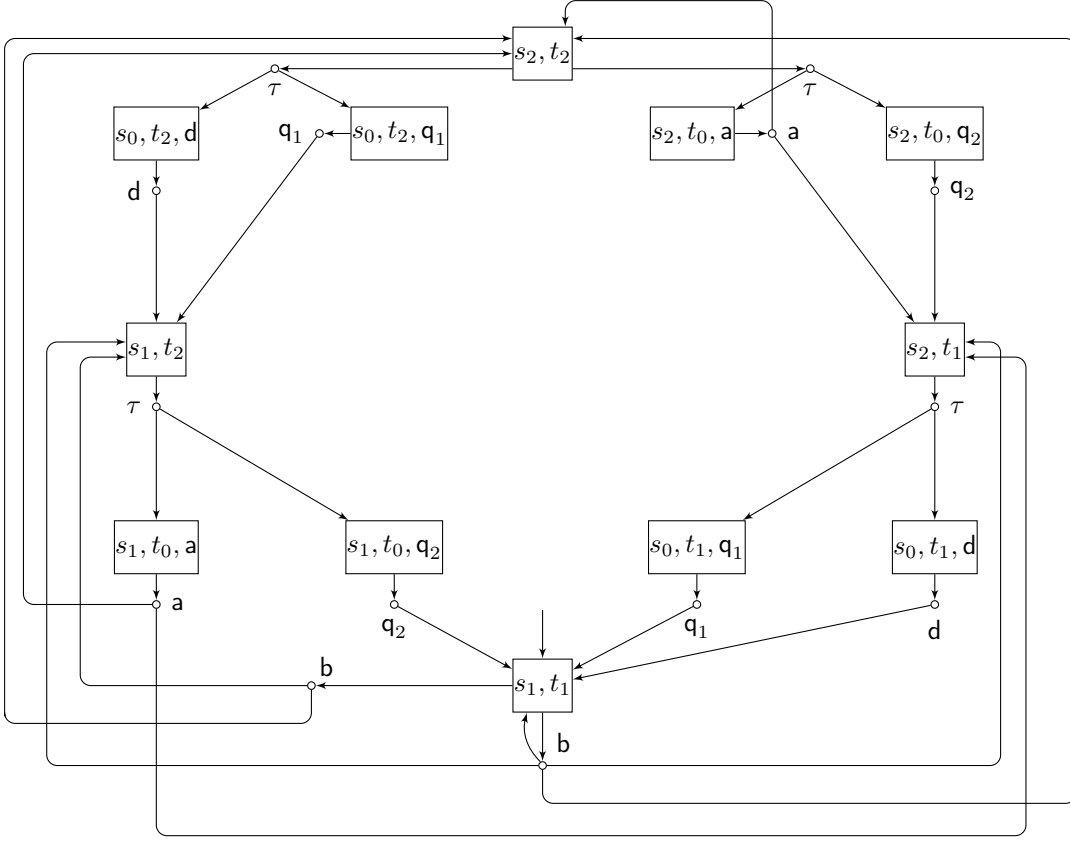 s₂, t₂
τ τ
s₀, t₂, d q₁ s₀, t₂, q₁ s₂, t₀, a a s₂, t₀, q₂
d q₂
s₁, t₂ s₂, t₁
τ τ
s₁, t₀, a s₁, t₀, q₂ s₀, t₁, q₁ s₀, t₁, d
a q₂ q₁ d
b s₁, t₁
b